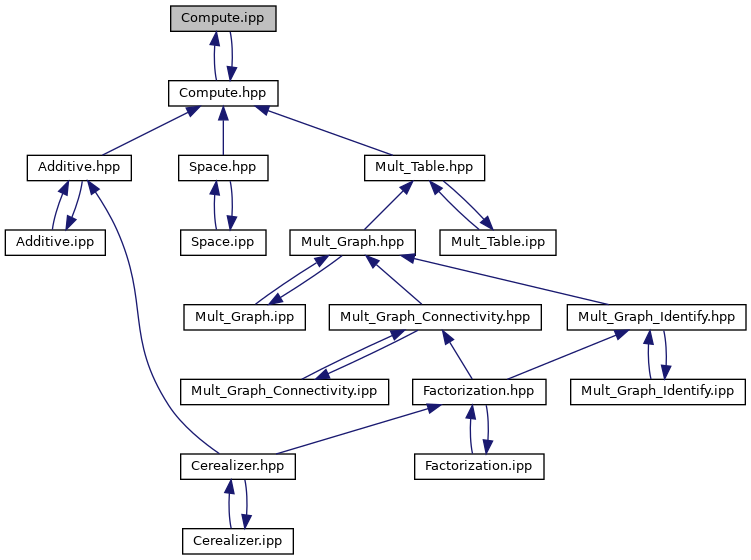 Compute.ipp
Compute.hpp
Additive.hpp
Space.hpp
Mult_Table.hpp
Additive.ipp
Space.ipp
Mult_Graph.hpp
Mult_Table.ipp
Mult_Graph.ipp
Mult_Graph_Connectivity.hpp
Mult_Graph_Identify.hpp
Mult_Graph_Connectivity.ipp
Factorization.hpp
Mult_Graph_Identify.ipp
Cerealizer.hpp
Factorization.ipp
Cerealizer.ipp